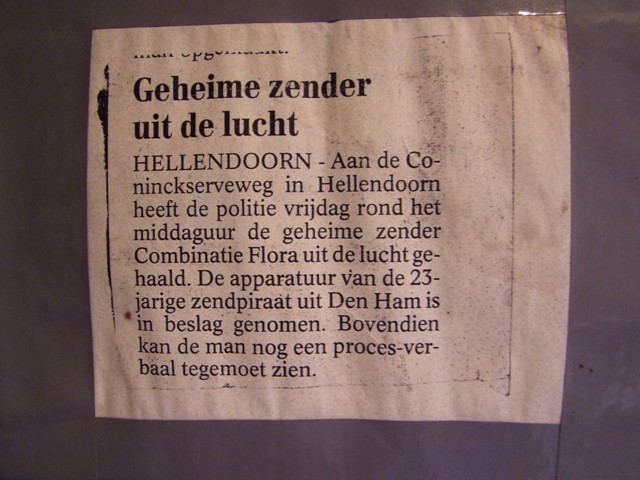 Geheime zender
uit de lucht
HELLENDOORN - Aan de Co-
ninckserveweg in Hellendoorn
heeft de politie vrijdag rond het
middaguur de geheime zender
Combinatie Flora uit de lucht ge-
haald. De apparatuur van de 23-
jarige zendpiraat uit Den Ham is
in beslag genomen. Bovendien
kan de man nog een proces-ver-
baal tegemoet zien.